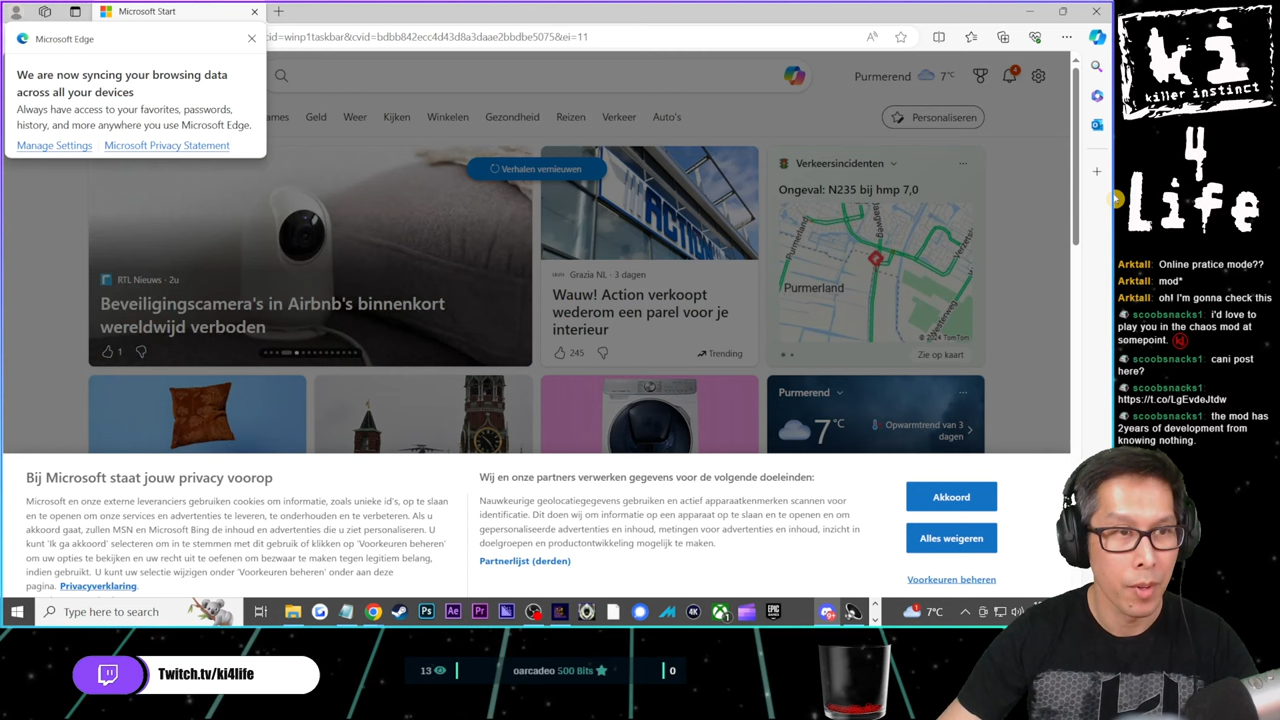 Microsoft Start
Microsoft Edge
cid=winp1taskbar&cvid=bdbb842ecc4d43d8a3daae2bbdbe5075&ei=11
We are now syncing your browsing data
across all your devices
Always have access to your favorites, passwords,
history, and more anywhere you use Microsoft Edge.
Manage Settings
Microsoft Privacy Statement
Purmerend
7°C
4
ames
Geld
Weer
Kijken
Winkelen
Gezondheid
Reizen
Verkeer
Auto's
Personaliseren
Verhalen vernieuwen
RTL Nieuws · 2u
Beveiligingscamera's in Airbnb's binnenkort
wereldwijd verboden
1
ACTION
Grazia NL · 3 dagen
Wauw! Action verkoopt
wederom een parel voor je
interieur
245
Trending
Verkeersincidenten
Ongeval: N235 bij hmp 7,0
Purmerland
Jaagweg
Westerweg
© 2024 TomTom
Zie op kaart
Purmerend
7°C
Opwarmtrend van 3
dagen
Bij Microsoft staat jouw privacy voorop
Microsoft en onze externe leveranciers gebruiken cookies om informatie, zoals unieke id's, op te slaan
en te openen om onze services en advertenties te leveren, te onderhouden en te verbeteren. Als u
akkoord gaat, zullen MSN en Microsoft Bing de inhoud en advertenties die u ziet personaliseren. U
kunt 'Ik ga akkoord' selecteren om in te stemmen met dit gebruik of klikken op 'Voorkeuren beheren'
om uw opties te bekijken en uw recht uit te oefenen om bezwaar te maken tegen legitiem belang,
indien gebruikt. U kunt uw selectie wijzigen onder 'Voorkeuren beheren' onder aan deze
pagina. Privacyverklaring
Wij en onze partners verwerken gegevens voor de volgende doeleinden:
Nauwkeurige geolocatiegegevens gebruiken en actief apparaatkenmerken scannen voor
identificatie. Dit doen wij om informatie op een apparaat op te slaan en te openen en om
gepersonaliseerde advertenties en inhoud, metingen voor advertenties en inhoud, inzicht in
doelgroepen en productontwikkeling mogelijk te maken.
Partnerlijst (derden)
Akkoord
Alles weigeren
Voorkeuren beheren
Type here to search
7°C
ki
killer instinct
4
Life
Arktall: Online pratice mode??
Arktall: mod*
Arktall: oh! I'm gonna check this
scoobsnacks1: i'd love to
play you in the chaos mod at
somepoint.
scoobsnacks1: cani post
here?
scoobsnacks1:
https://t.co/LgEvdeJtdw
scoobsnacks1: the mod has
2years of development from
knowing nothing.
Twitch.tv/ki4life
13
oarcadeo 500 Bits
0